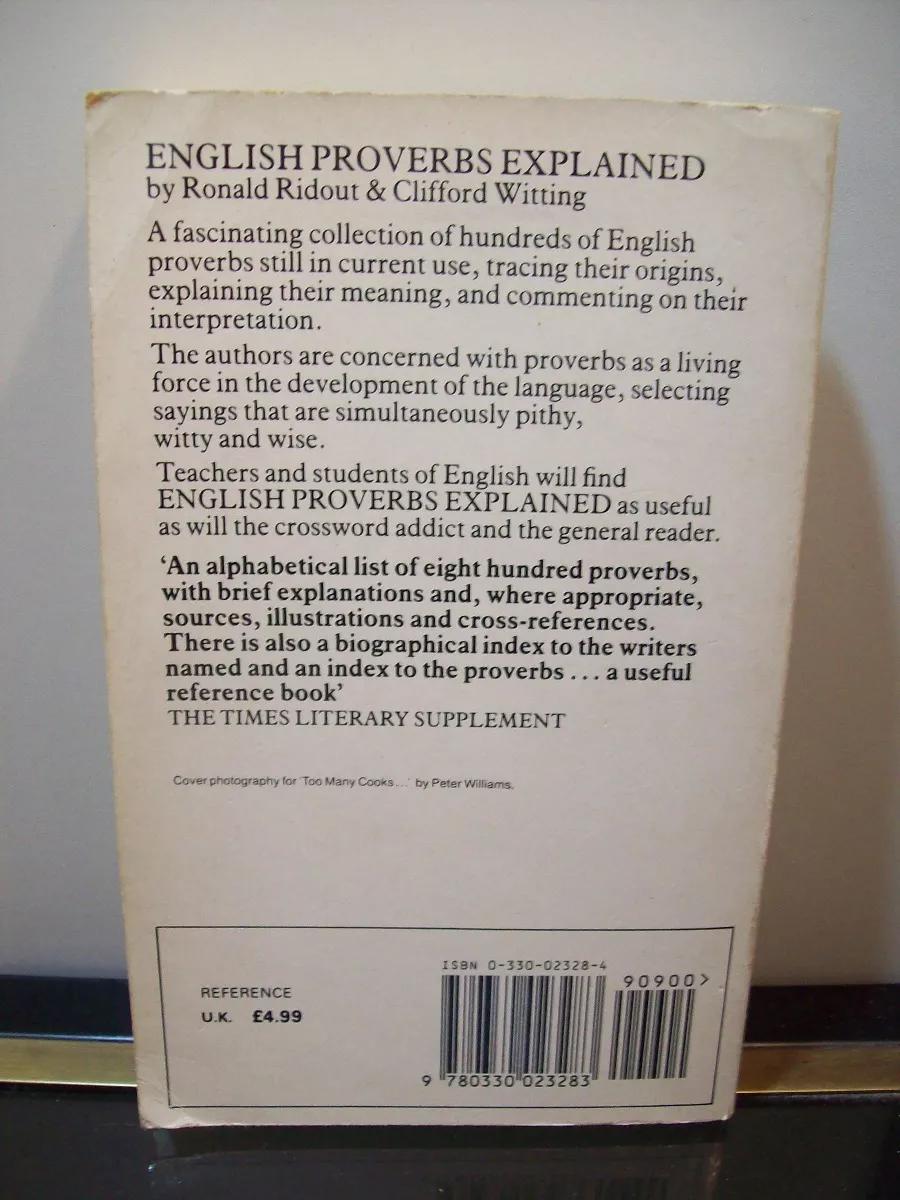 ENGLISH PROVERBS EXPLAINED
by Ronald Ridout & Clifford Witting
A fascinating collection of hundreds of English
proverbs still in current use, tracing their origins,
explaining their meaning, and commenting on their
interpretation.
The authors are concerned with proverbs as a living
force in the development of the language, selecting
sayings that are simultaneously pithy,
witty and wise.
Teachers and students of English will find
ENGLISH PROVERBS EXPLAINED as useful
as will the crossword addict and the general reader.
‘An alphabetical list of eight hundred proverbs,
with brief explanations and, where appropriate,
sources, illustrations and cross-references.
There is also a biographical index to the writers
named and an index to the proverbs ... a useful
reference book’
THE TIMES LITERARY SUPPLEMENT
Cover photography for ‘Too Many Cooks ...’ by Peter Williams.
REFERENCE
U.K. £4.99
ISBN 0-330-02328-4
90900>
9 780330 023283